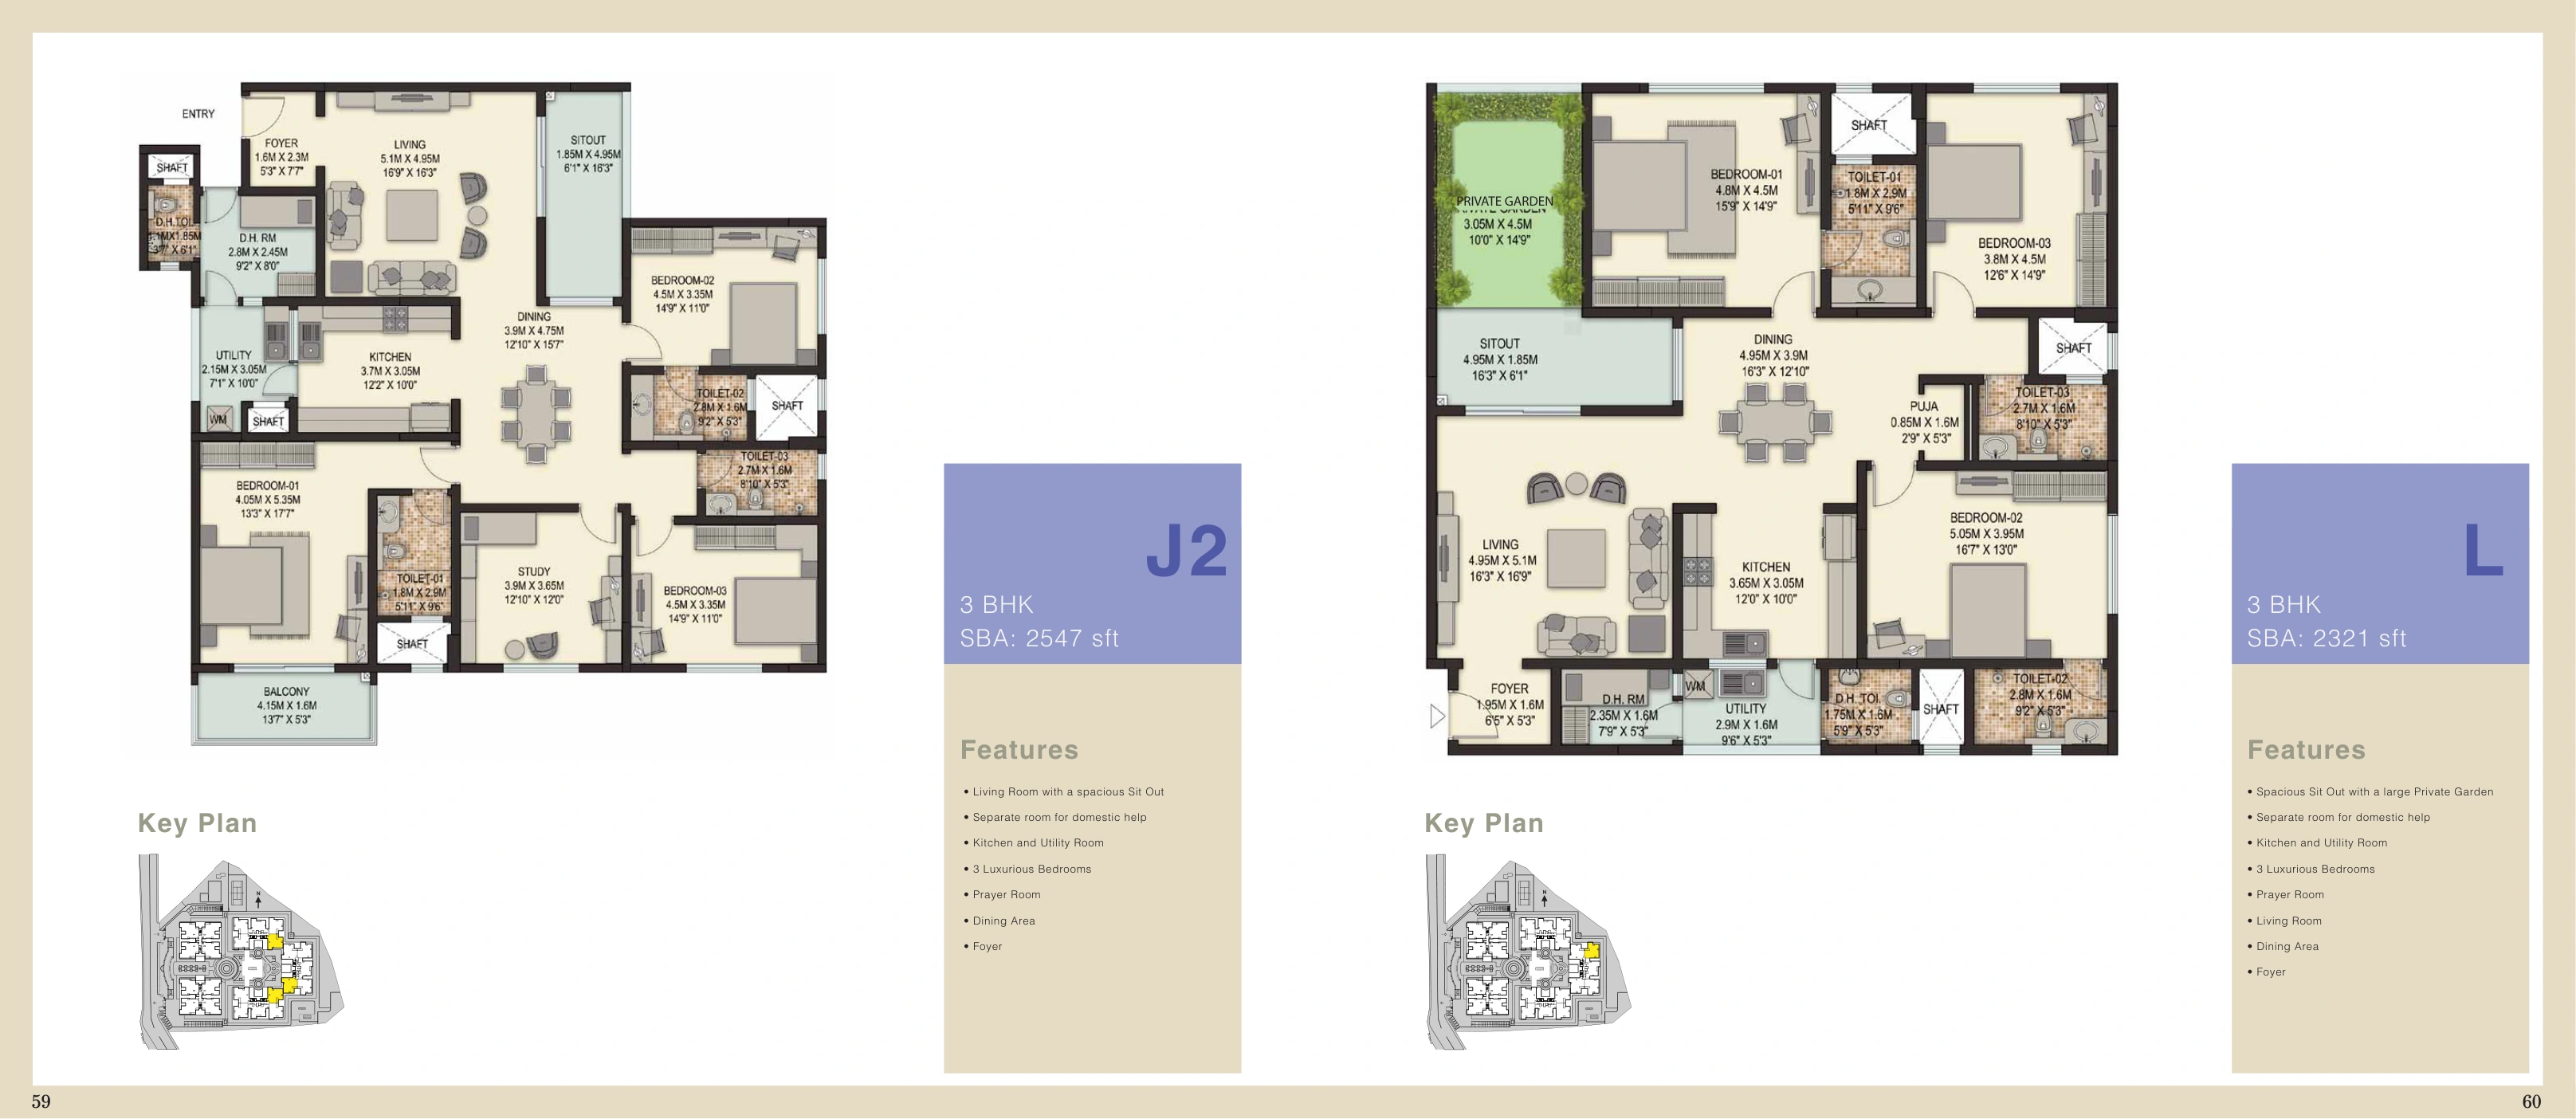 ENTRY
FOYER
1.6M X 2.3M
5'3" X 7'7"
LIVING
5.1M X 4.95M
16'9" X 16'3"
SITOUT
1.85M X 4.95M
6'1" X 16'3"
SHAFT
D.H.TOI.
1.1MX1.85M
3'7" X 6'1"
D.H. RM
2.8M X 2.45M
9'2" X 8'0"
BEDROOM-02
4.5M X 3.35M
14'9" X 11'0"
DINING
3.9M X 4.75M
12'10" X 15'7"
UTILITY
2.15M X 3.05M
7'1" X 10'0"
KITCHEN
3.7M X 3.05M
12'2" X 10'0"
WM
SHAFT
TOILET-02
2.8M X 1.6M
9'2" X 5'3"
SHAFT
TOILET-03
2.7M X 1.6M
8'10" X 5'3"
BEDROOM-01
4.05M X 5.35M
13'3" X 17'7"
TOILET-01
1.8M X 2.9M
5'11" X 9'6"
SHAFT
STUDY
3.9M X 3.65M
12'10" X 12'0"
BEDROOM-03
4.5M X 3.35M
14'9" X 11'0"
BALCONY
4.15M X 1.6M
13'7" X 5'3"
Key Plan
N
J2
3 BHK
SBA: 2547 sft
Features
• Living Room with a spacious Sit Out
• Separate room for domestic help
• Kitchen and Utility Room
• 3 Luxurious Bedrooms
• Prayer Room
• Dining Area
• Foyer
59
PRIVATE GARDEN
3.05M X 4.5M
10'0" X 14'9"
BEDROOM-01
4.8M X 4.5M
15'9" X 14'9"
SHAFT
TOILET-01
1.8M X 2.9M
5'11" X 9'6"
BEDROOM-03
3.8M X 4.5M
12'6" X 14'9"
SITOUT
4.95M X 1.85M
16'3" X 6'1"
DINING
4.95M X 3.9M
16'3" X 12'10"
SHAFT
PUJA
0.85M X 1.6M
2'9" X 5'3"
TOILET-03
2.7M X 1.6M
8'10" X 5'3"
LIVING
4.95M X 5.1M
16'3" X 16'9"
KITCHEN
3.65M X 3.05M
12'0" X 10'0"
BEDROOM-02
5.05M X 3.95M
16'7" X 13'0"
FOYER
1.95M X 1.6M
6'5" X 5'3"
D.H. RM
2.35M X 1.6M
7'9" X 5'3"
WM
UTILITY
2.9M X 1.6M
9'6" X 5'3"
D.H. TOI.
1.75M X 1.6M
5'9" X 5'3"
SHAFT
TOILET-02
2.8M X 1.6M
9'2" X 5'3"
Key Plan
N
L
3 BHK
SBA: 2321 sft
Features
• Spacious Sit Out with a large Private Garden
• Separate room for domestic help
• Kitchen and Utility Room
• 3 Luxurious Bedrooms
• Prayer Room
• Living Room
• Dining Area
• Foyer
60